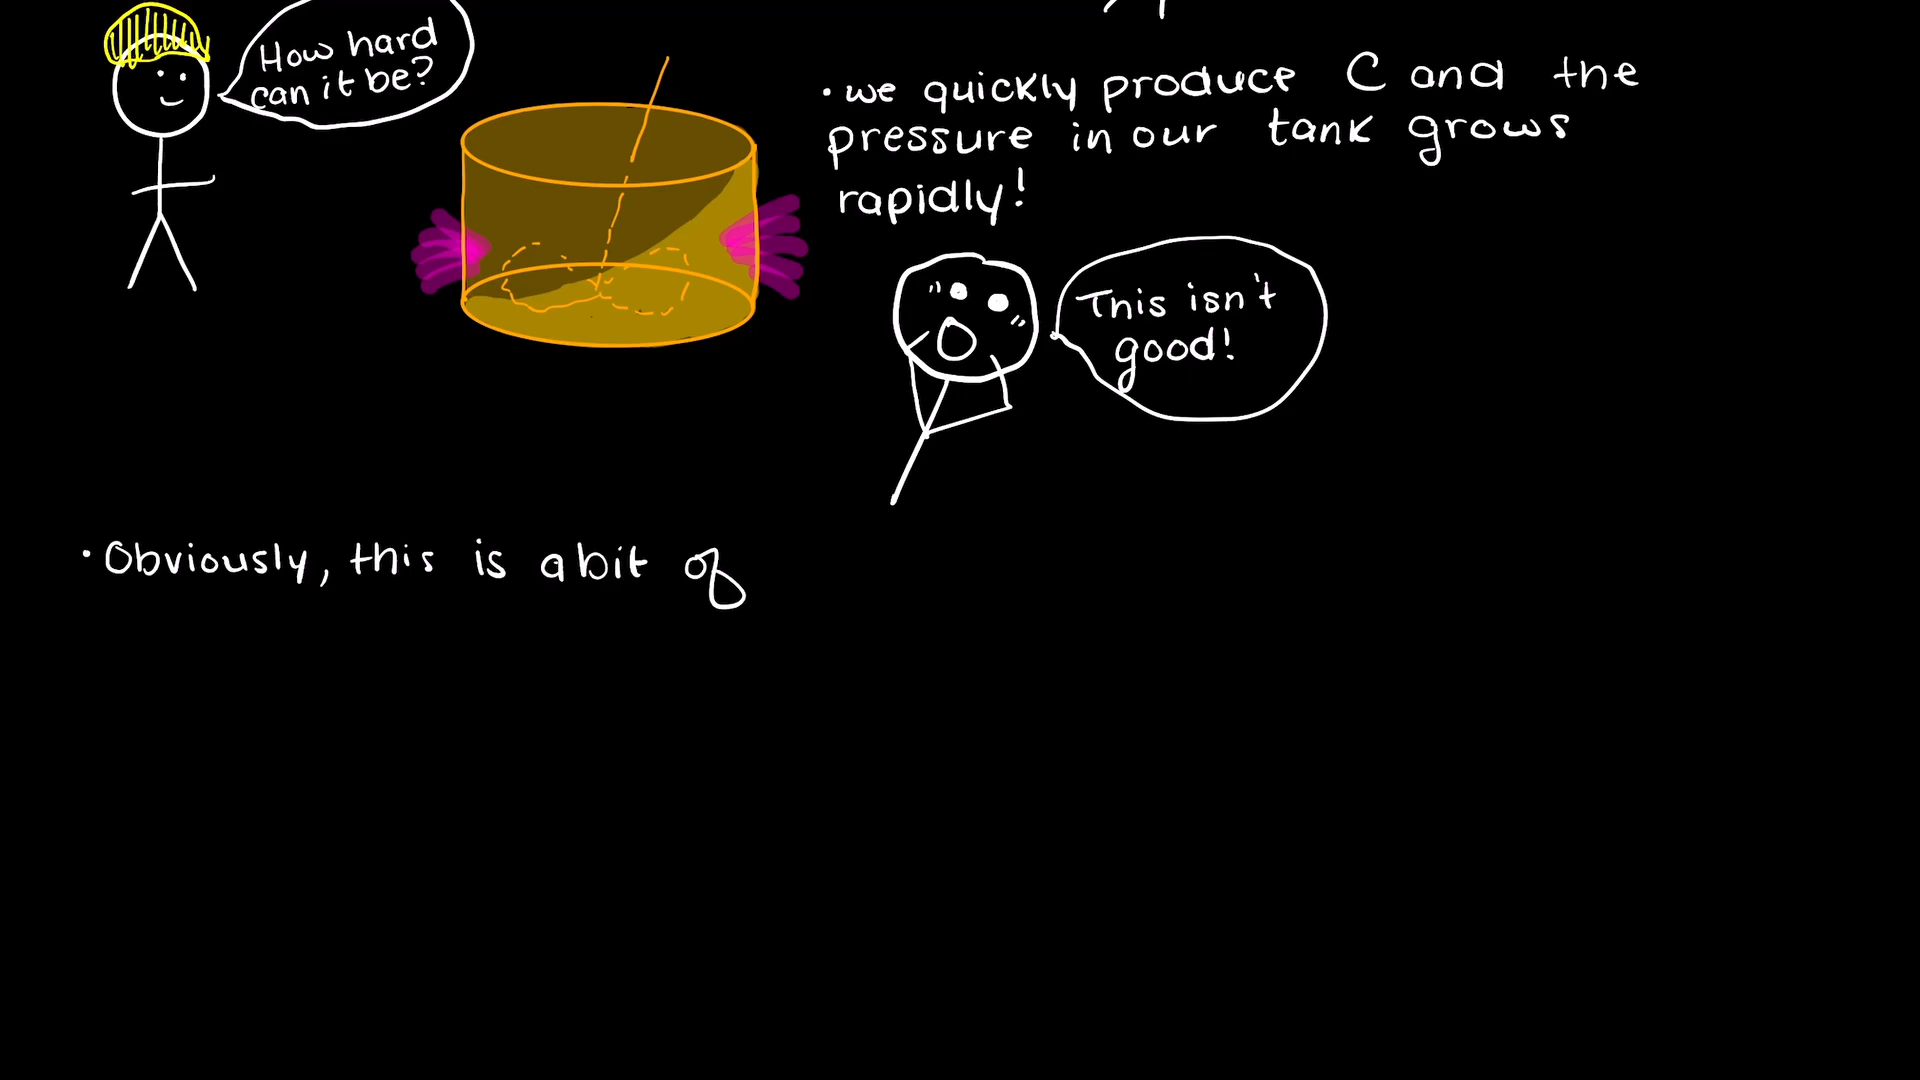 How hard
can it be?
• we quickly produce C and the
pressure in our tank grows
rapidly!
This isn't
good!
• Obviously, this is a bit of